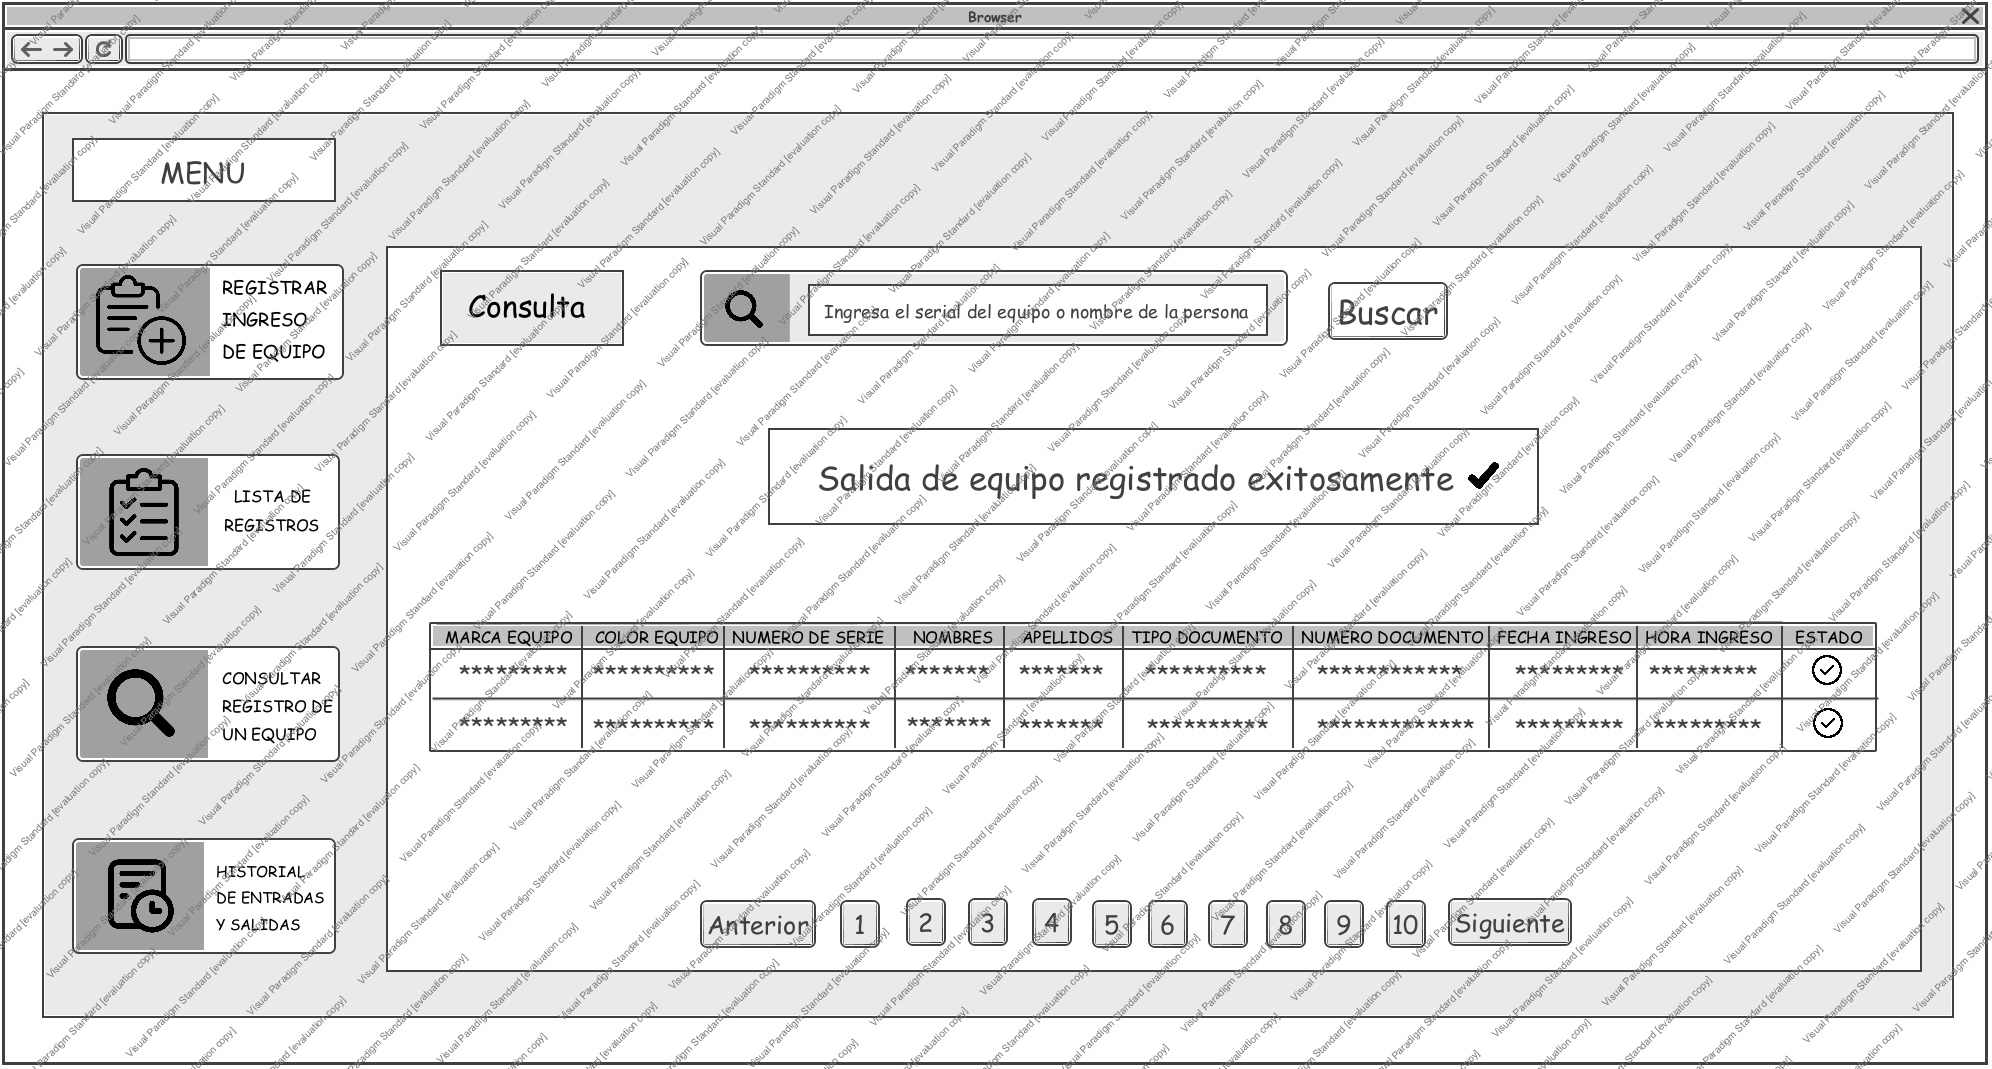 Browser
MENU
REGISTRAR
INGRESO
DE EQUIPO
LISTA DE
REGISTROS
CONSULTAR
REGISTRO DE
UN EQUIPO
HISTORIAL
DE ENTRADAS
Y SALIDAS
Consulta
Ingresa el serial del equipo o nombre de la persona
Buscar
Salida de equipo registrado exitosamente
MARCA EQUIPO COLOR EQUIPO NUMERO DE SERIE NOMBRES APELLIDOS TIPO DOCUMENTO NUMERO DOCUMENTO FECHA INGRESO HORA INGRESO ESTADO
********* ********** ********** ******* ******* ********** ************ ********* *********
********* ********** ********** ******* ******* ********** ************* ********* *********
Anterior 1 2 3 4 5 6 7 8 9 10 Siguiente
Visual Paradigm Standard [evaluation copy]